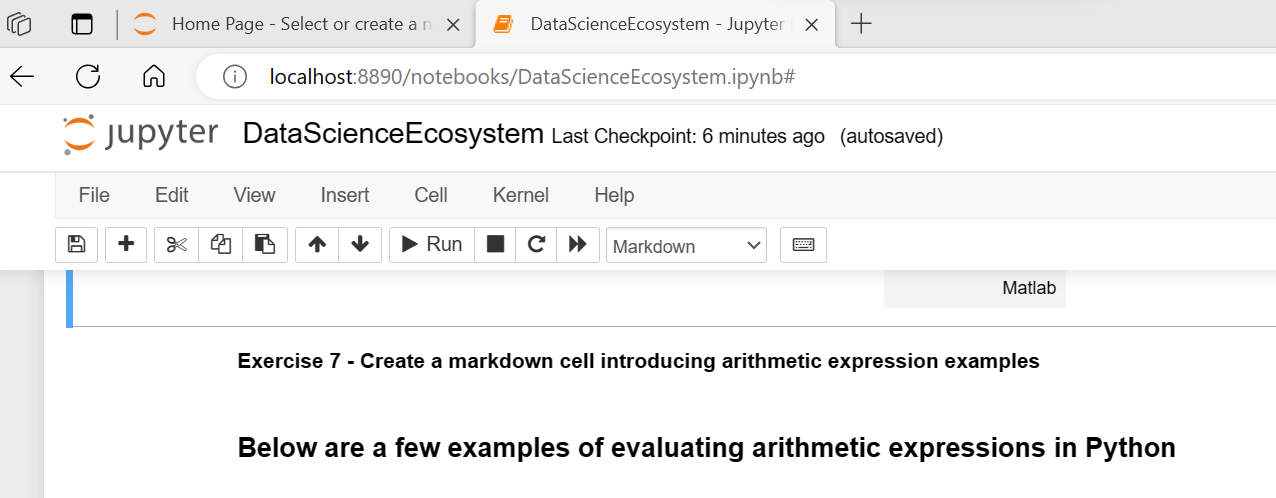 Home Page - Select or create a n
DataScienceEcosystem - Jupyter
localhost:8890/notebooks/DataScienceEcosystem.ipynb#
jupyter DataScienceEcosystem Last Checkpoint: 6 minutes ago (autosaved)
File Edit View Insert Cell Kernel Help
Run Markdown
Matlab
Exercise 7 - Create a markdown cell introducing arithmetic expression examples
Below are a few examples of evaluating arithmetic expressions in Python